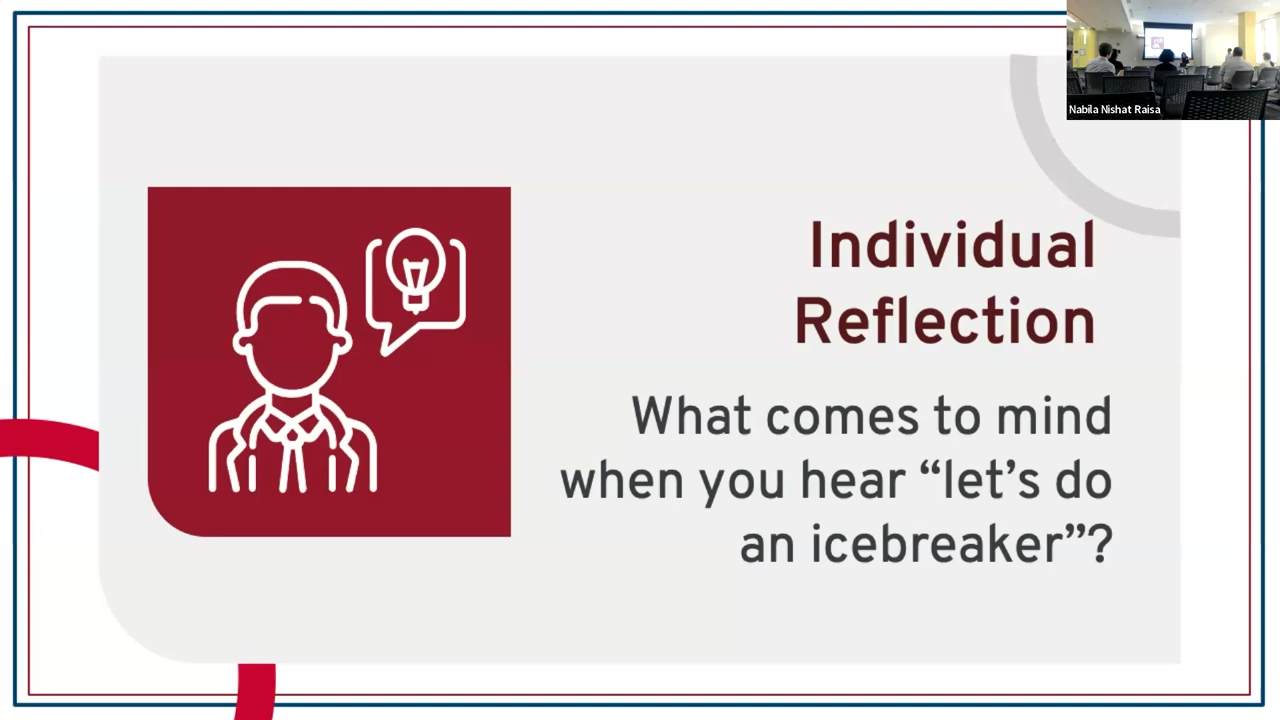 Nabila Nishat Raisa
Individual
Reflection
What comes to mind
when you hear “let’s do
an icebreaker”?